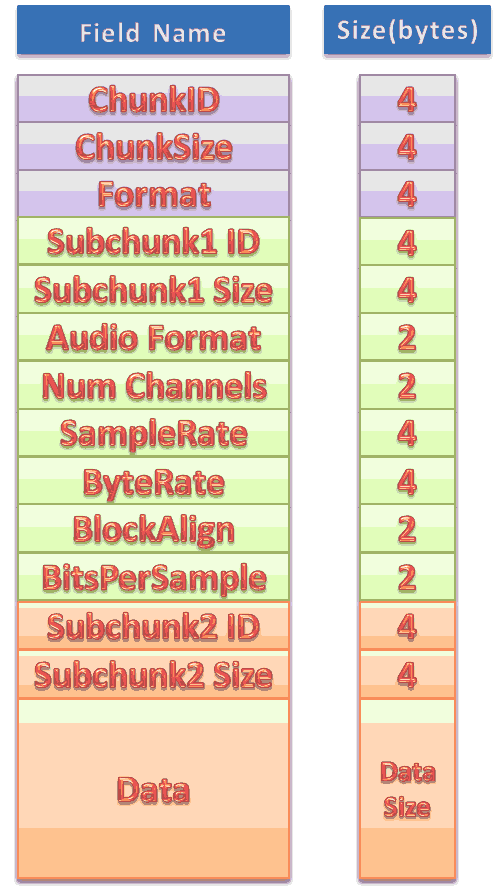 Field Name Size(bytes)
ChunkID 4
ChunkSize 4
Format 4
Subchunk1 ID 4
Subchunk1 Size 4
Audio Format 2
Num Channels 2
SampleRate 4
ByteRate 4
BlockAlign 2
BitsPerSample 2
Subchunk2 ID 4
Subchunk2 Size 4
Data
Data
Size